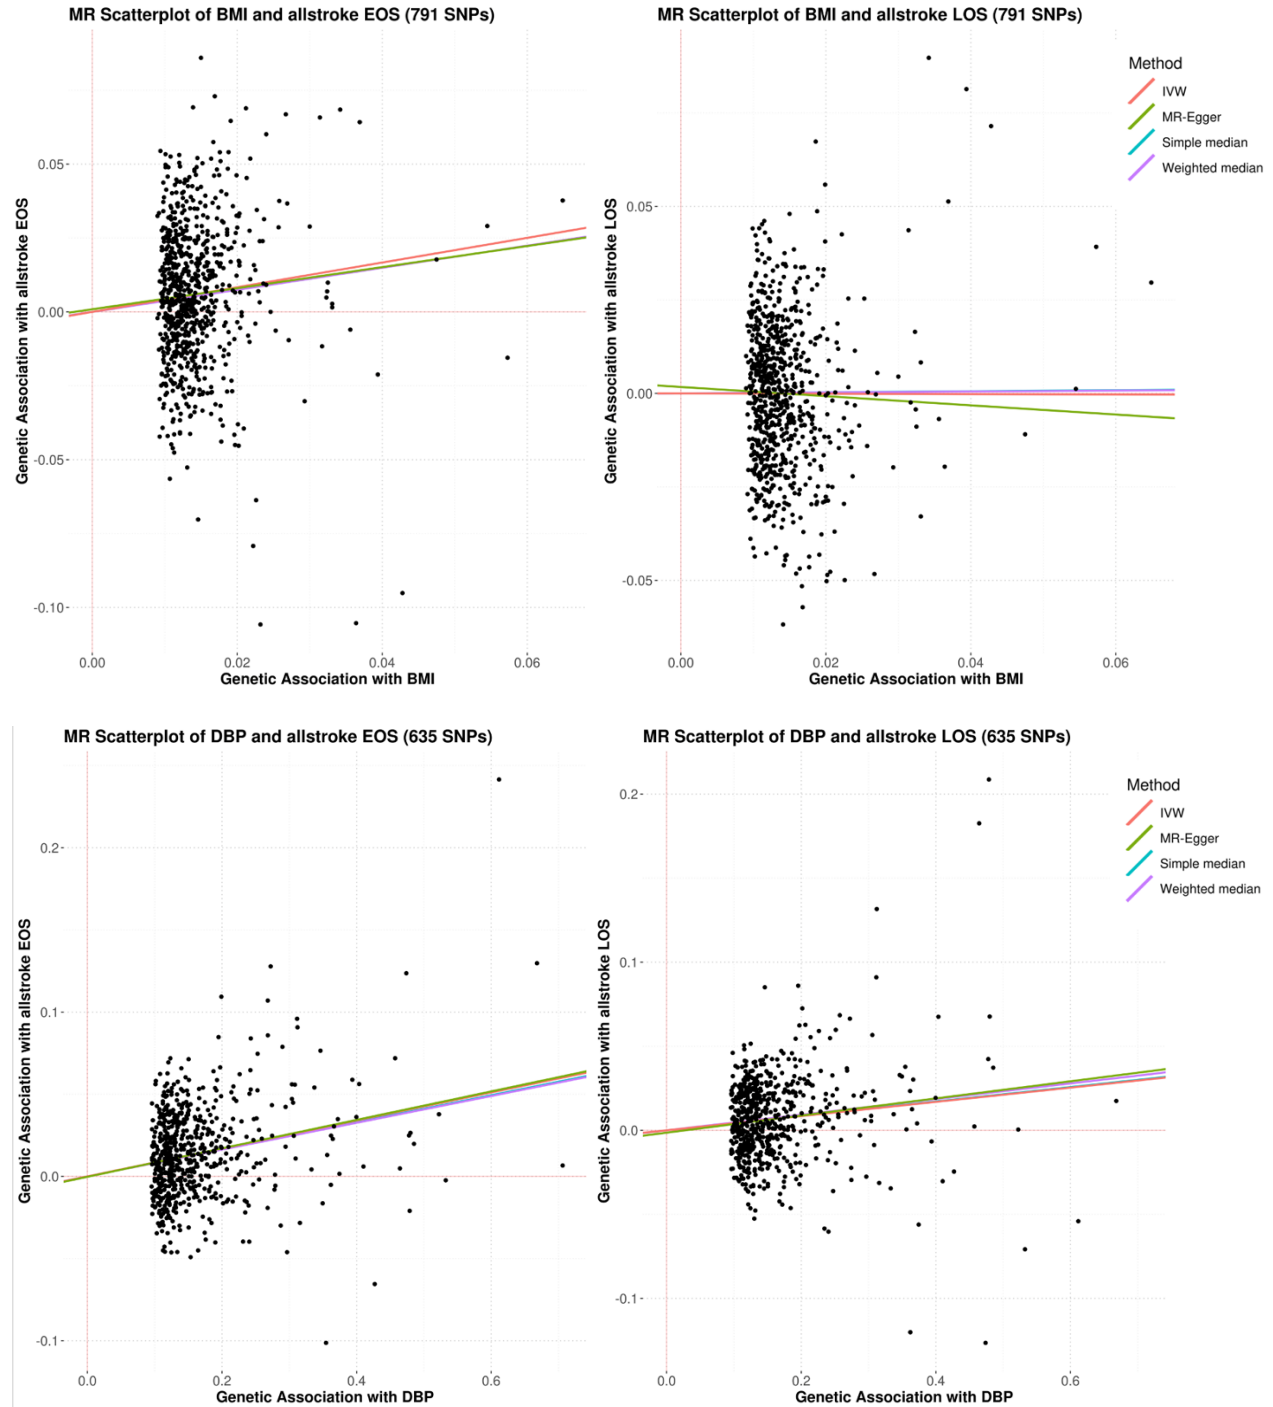 MR Scatterplot of BMI and allstroke EOS (791 SNPs)
Genetic Association with allstroke EOS
0.05
0.00
-0.05
-0.10
0.00 0.02 0.04 0.06
Genetic Association with BMI
MR Scatterplot of BMI and allstroke LOS (791 SNPs)
Genetic Association with allstroke LOS
0.05
0.00
-0.05
0.00 0.02 0.04 0.06
Genetic Association with BMI
Method
IVW
MR-Egger
Simple median
Weighted median
MR Scatterplot of DBP and allstroke EOS (635 SNPs)
Genetic Association with allstroke EOS
0.2
0.1
0.0
-0.1
0.0 0.2 0.4 0.6
Genetic Association with DBP
MR Scatterplot of DBP and allstroke LOS (635 SNPs)
Genetic Association with allstroke LOS
0.2
0.1
0.0
-0.1
0.0 0.2 0.4 0.6
Genetic Association with DBP
Method
IVW
MR-Egger
Simple median
Weighted median